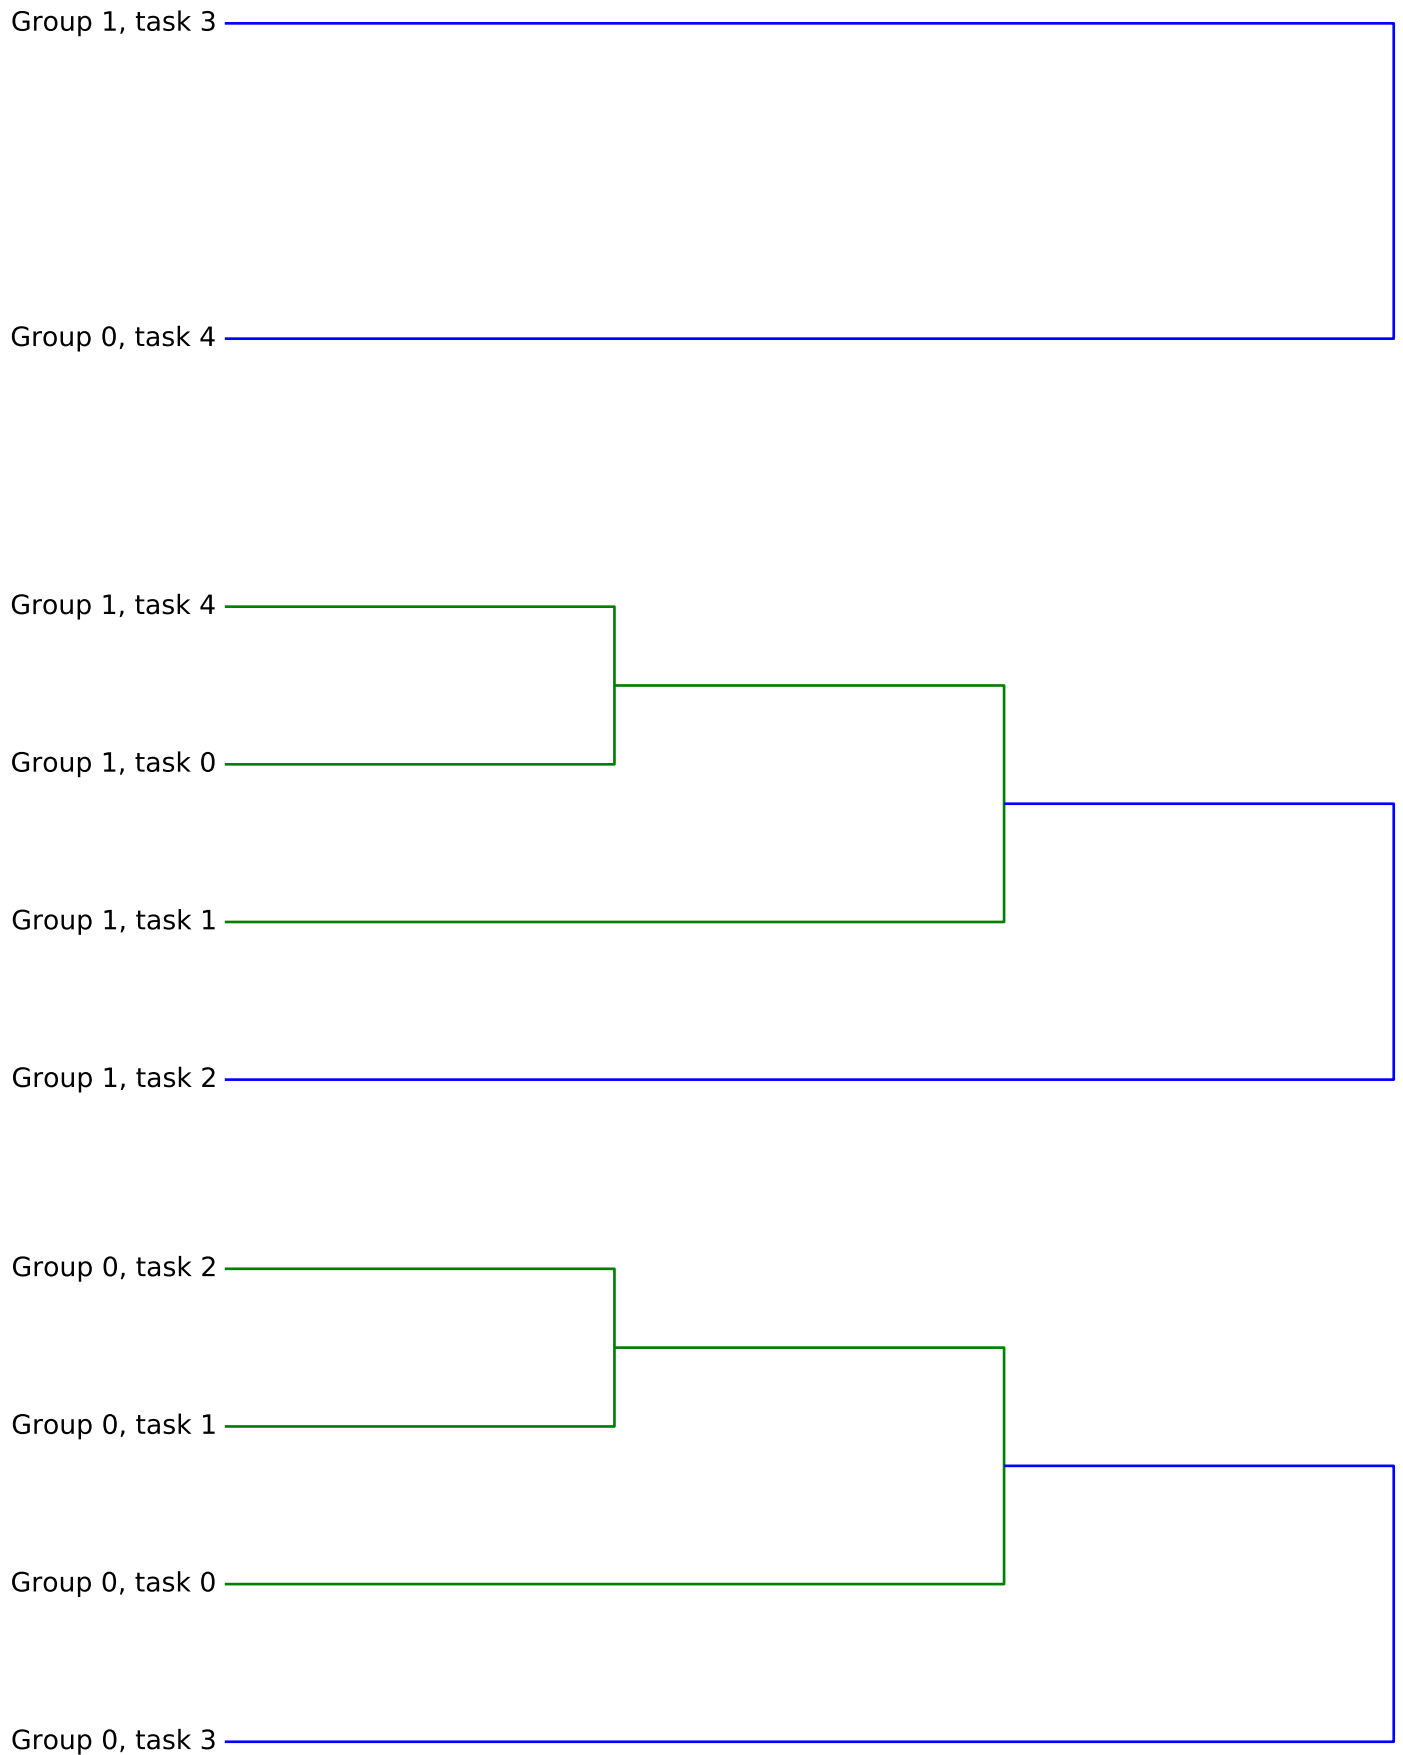 Group 1, task 3
Group 0, task 4
Group 1, task 4
Group 1, task 0
Group 1, task 1
Group 1, task 2
Group 0, task 2
Group 0, task 1
Group 0, task 0
Group 0, task 3